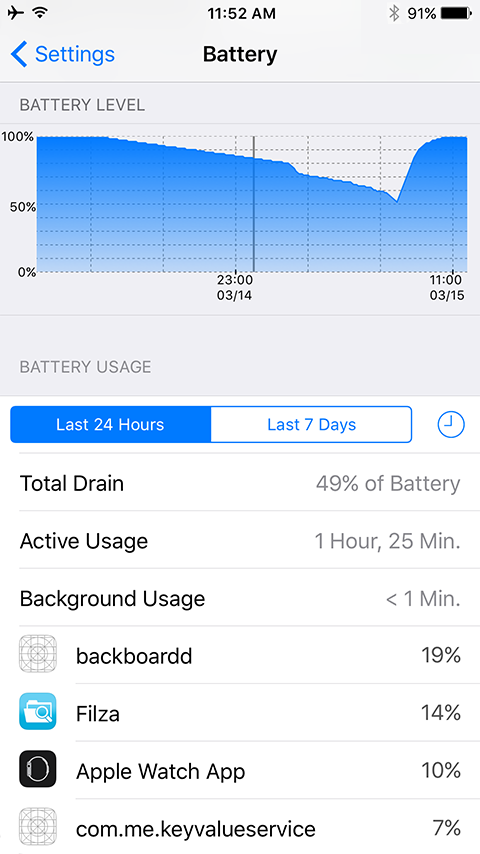 11:52 AM
91%
Settings
Battery
BATTERY LEVEL
100%
50%
0%
23:00
03/14
11:00
03/15
BATTERY USAGE
Last 24 Hours
Last 7 Days
Total Drain
49% of Battery
Active Usage
1 Hour, 25 Min.
Background Usage
< 1 Min.
backboardd
19%
Filza
14%
Apple Watch App
10%
com.me.keyvalueservice
7%